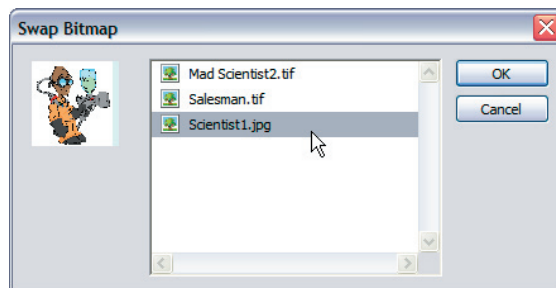 Swap Bitmap
Mad Scientist2.tif
Salesman.tif
Scientist1.jpg
OK
Cancel